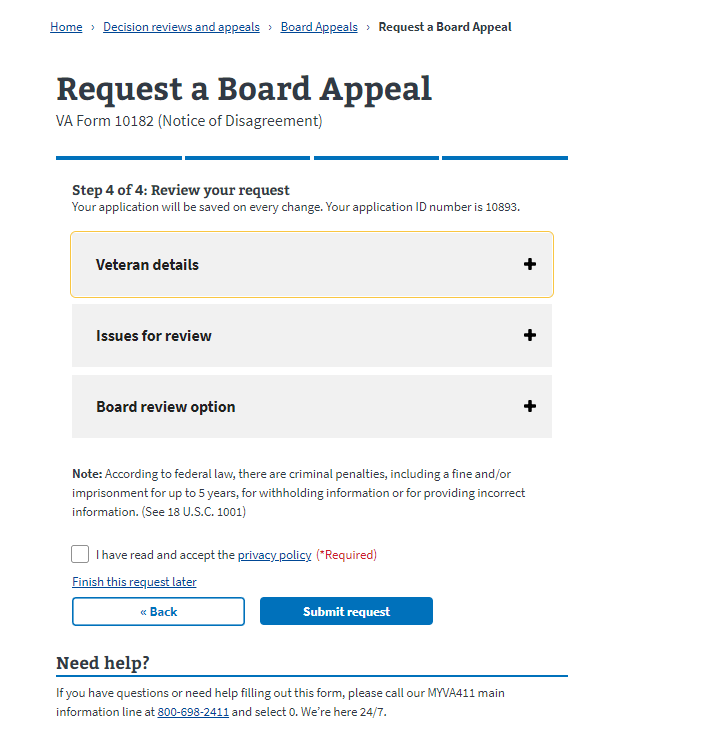 Home › Decision reviews and appeals › Board Appeals › Request a Board Appeal
Request a Board Appeal
VA Form 10182 (Notice of Disagreement)
Step 4 of 4: Review your request
Your application will be saved on every change. Your application ID number is 10893.
Veteran details
Issues for review
Board review option
Note: According to federal law, there are criminal penalties, including a fine and/or
imprisonment for up to 5 years, for withholding information or for providing incorrect
information. (See 18 U.S.C. 1001)
I have read and accept the privacy policy (*Required)
Finish this request later
« Back
Submit request
Need help?
If you have questions or need help filling out this form, please call our MYVA411 main
information line at 800-698-2411 and select 0. We're here 24/7.